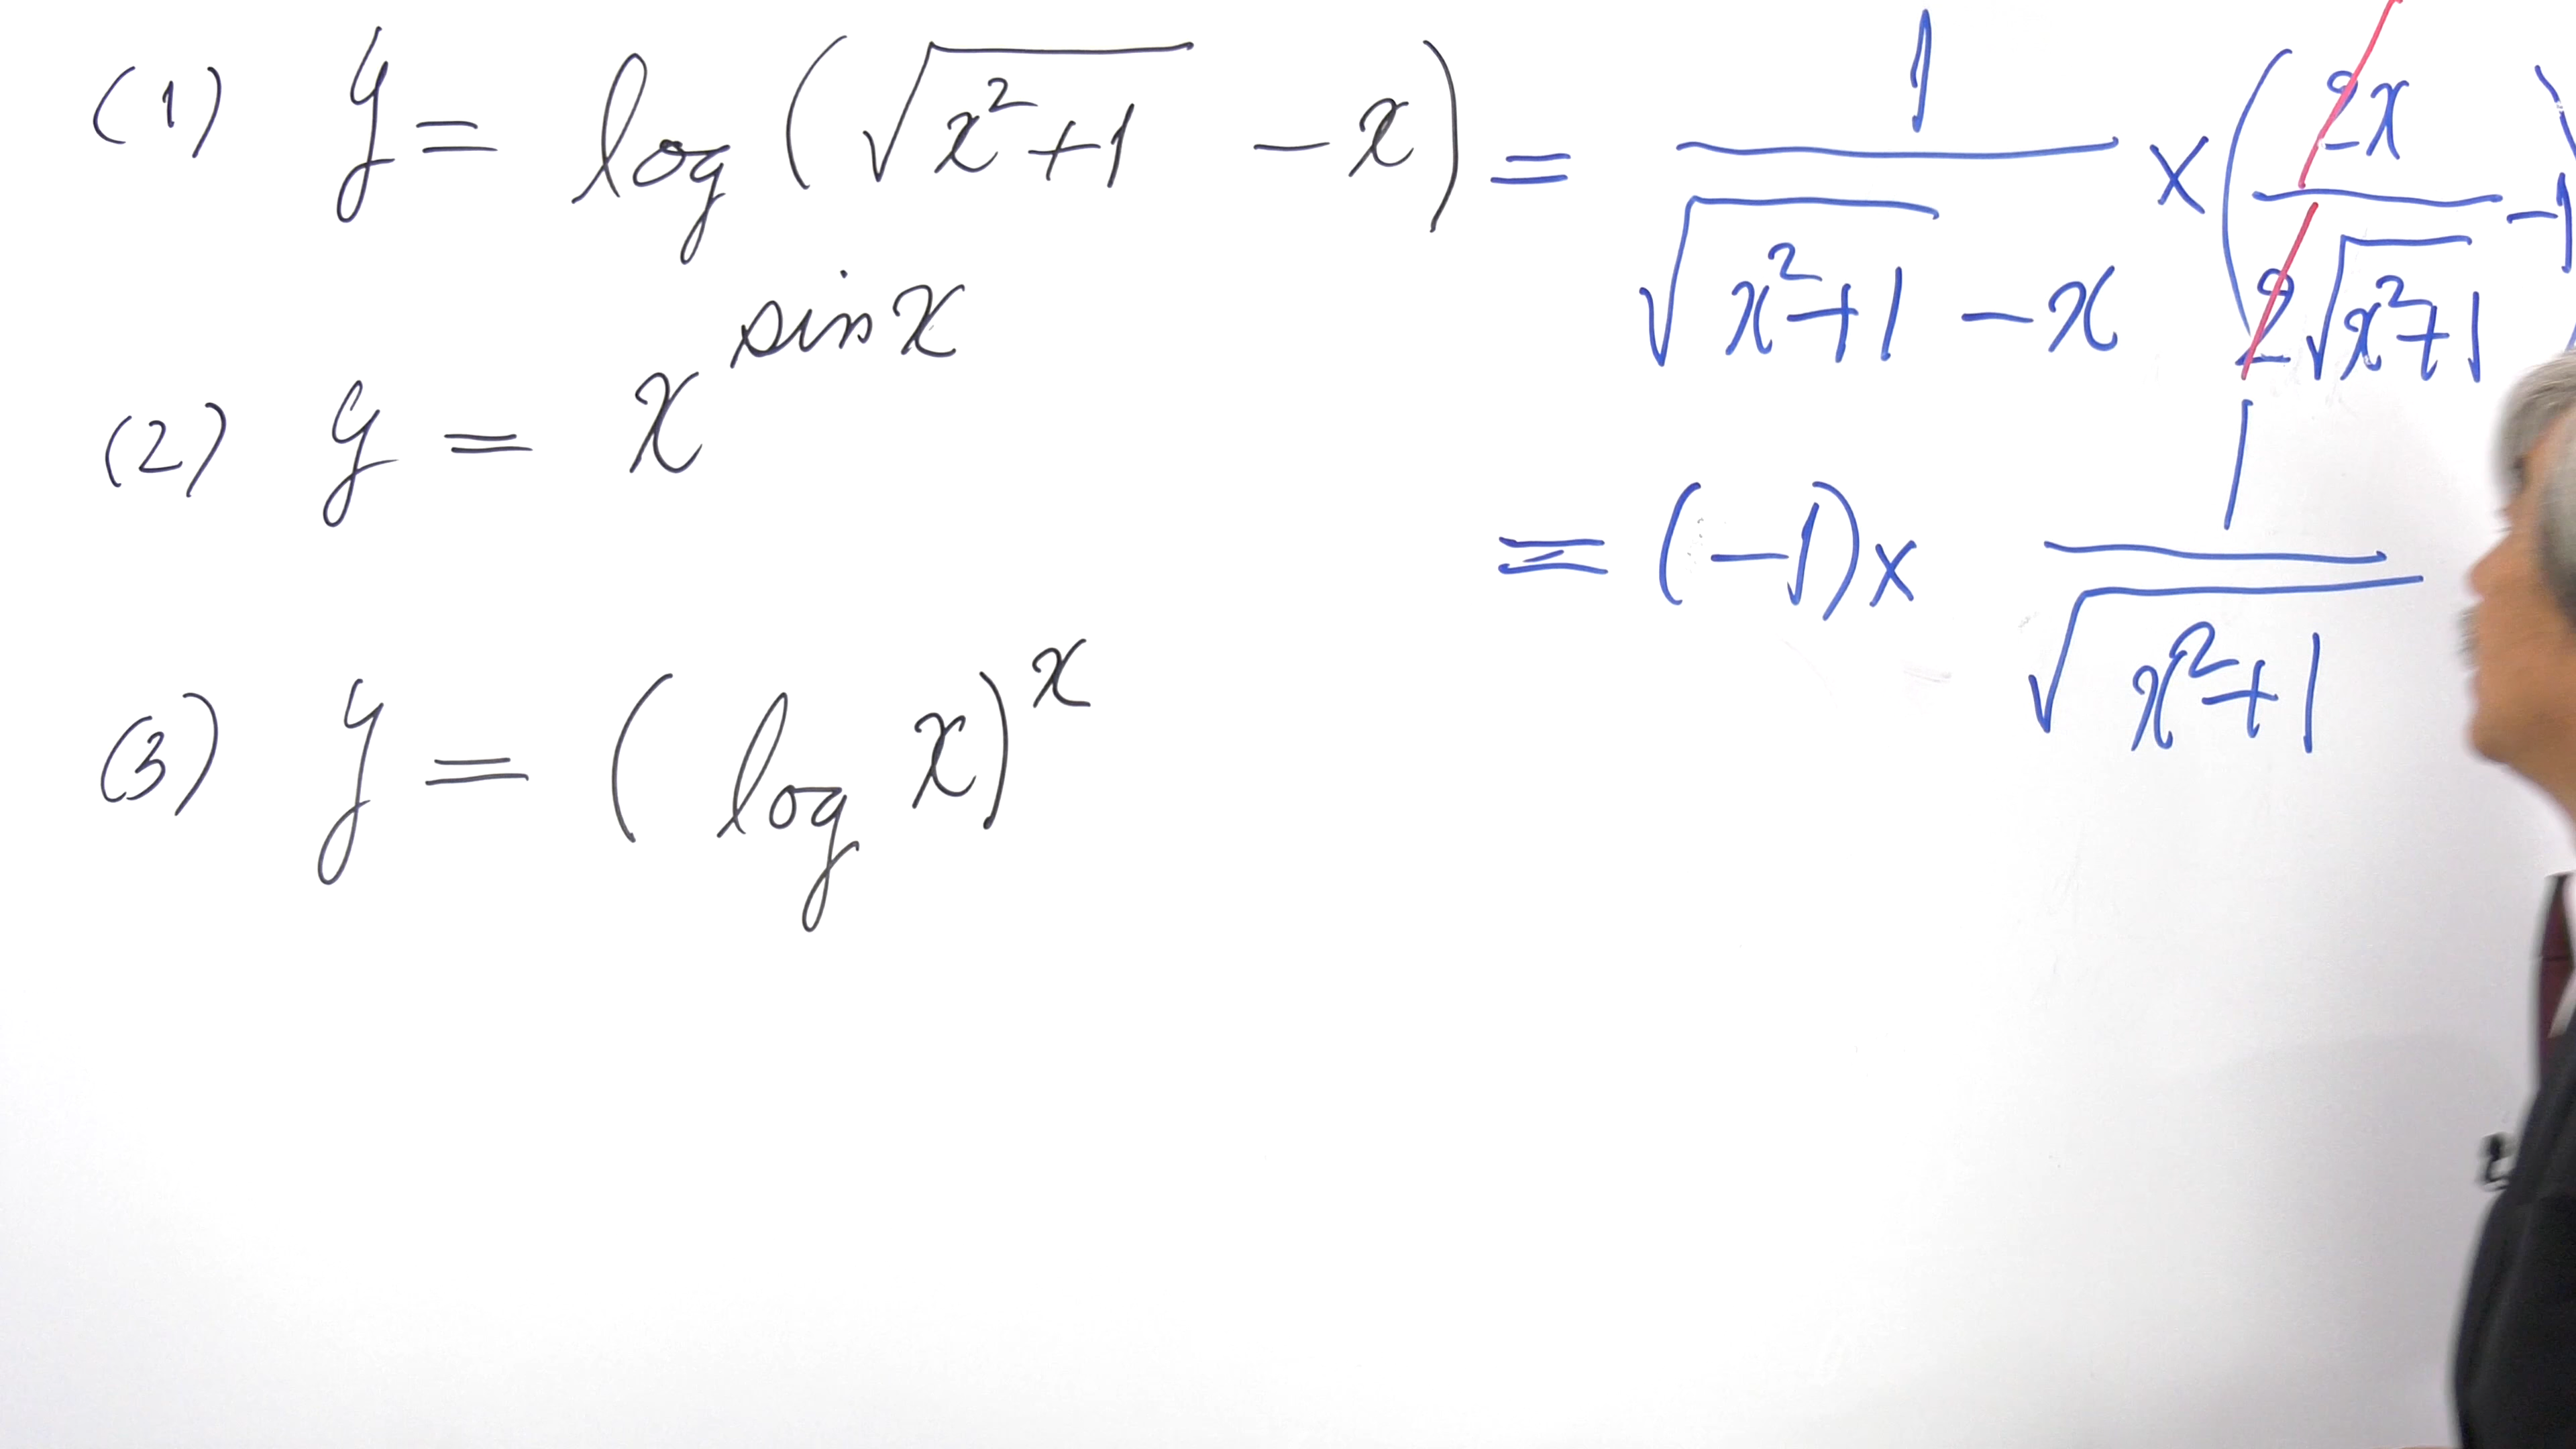 (1) y = log(√(x²+1) − x) = 1/(√(x²+1) − x) × (2x/(2√(x²+1)) − 1)
(2) y = x^(sin x)
= (−1) × 1/√(x²+1)
(3) y = (log x)^x